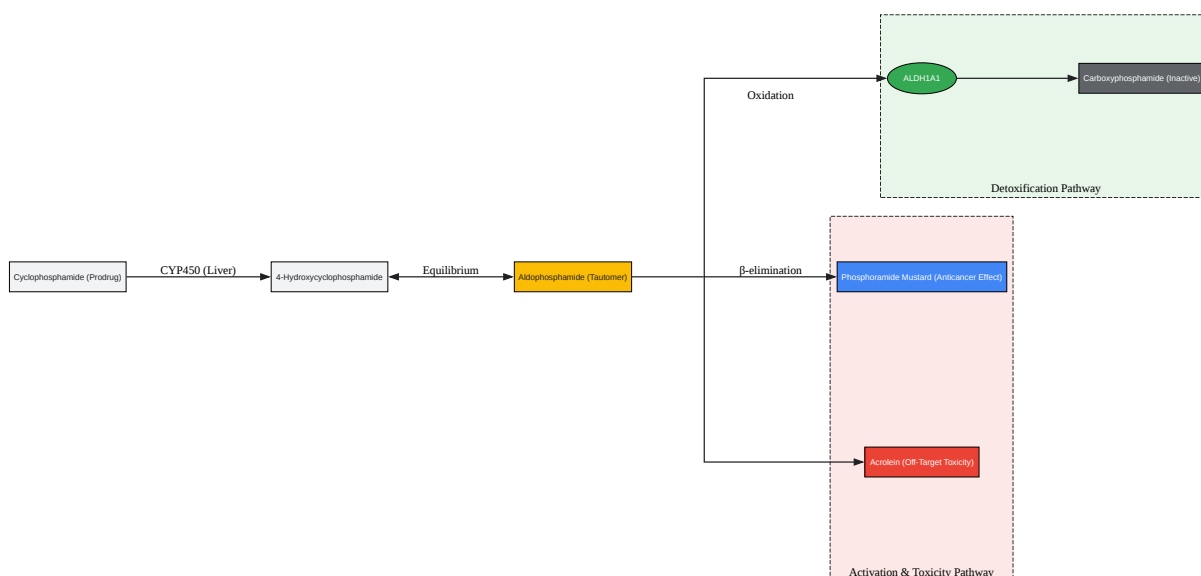 ALDH1A1
Carboxyphosphamide (Inactive)
Oxidation
Detoxification Pathway
Cyclophosphamide (Prodrug)
CYP450 (Liver)
4-Hydroxycyclophosphamide
Equilibrium
Aldophosphamide (Tautomer)
β-elimination
Phosphoramide Mustard (Anticancer Effect)
Acrolein (Off-Target Toxicity)
Activation & Toxicity Pathway